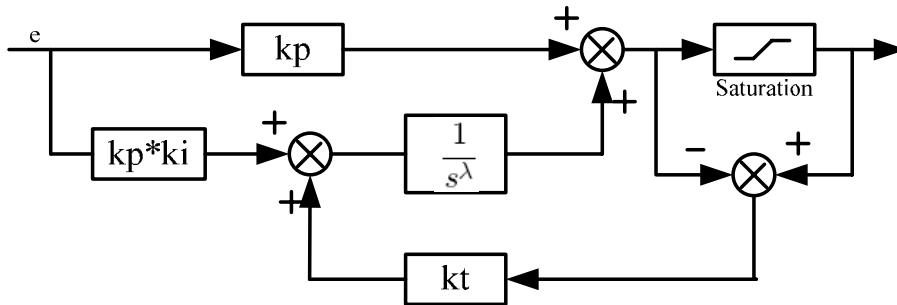 e
kp
+
+
Saturation
kp*ki
+
+
1
s^λ
−
+
kt